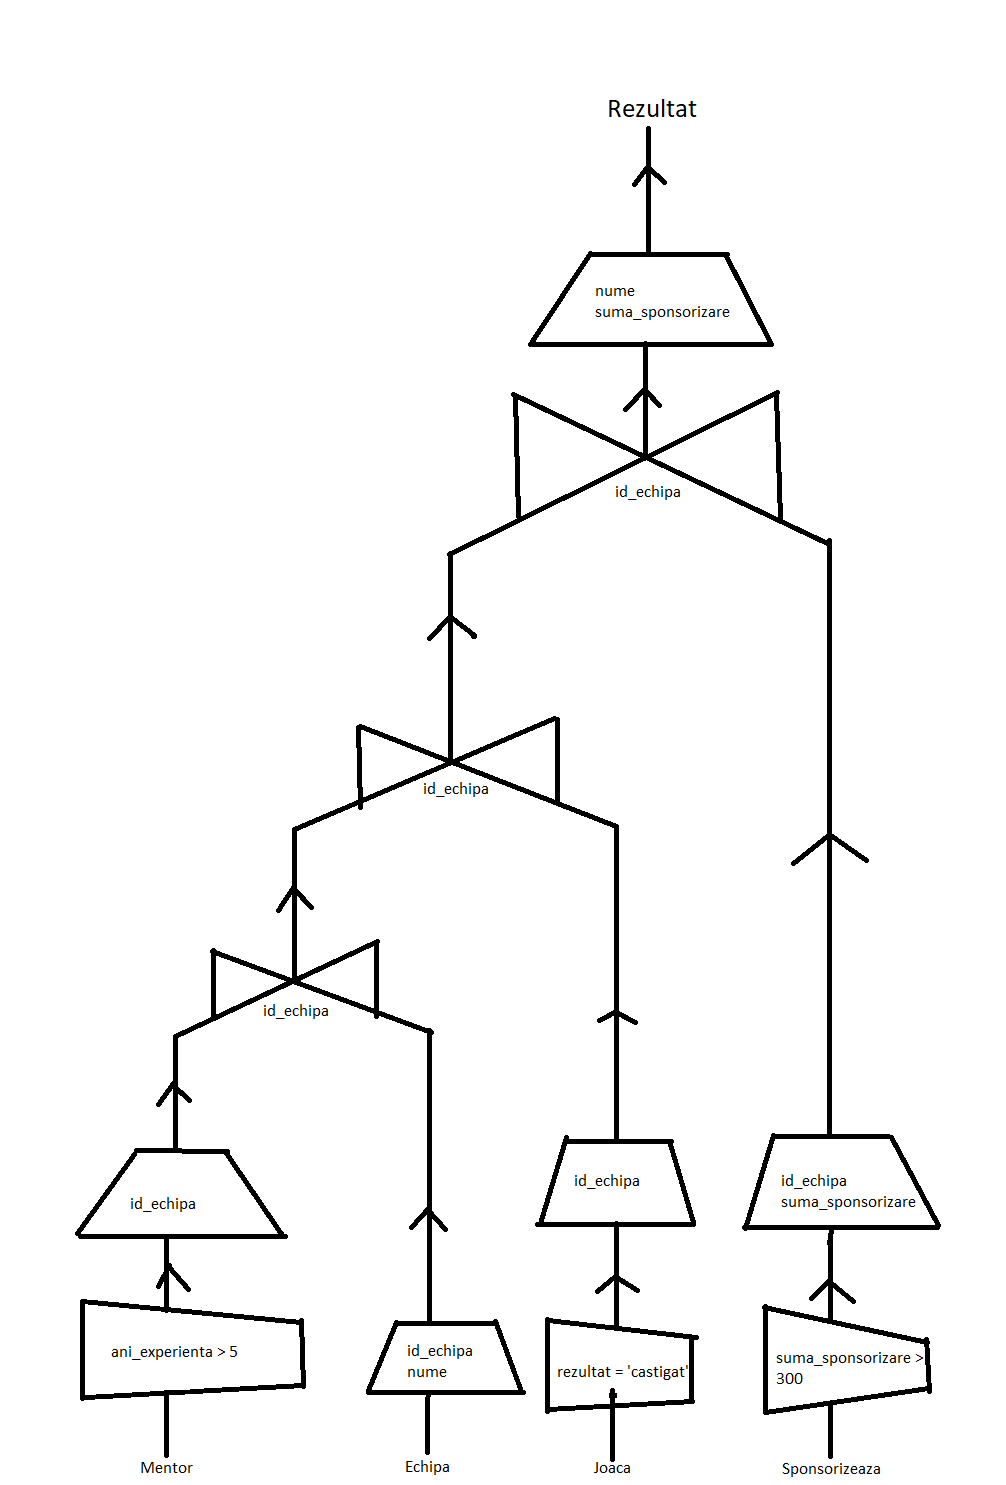 Rezultat
nume
suma_sponsorizare
id_echipa
id_echipa
id_echipa
id_echipa
id_echipa
id_echipa
suma_sponsorizare
ani_experienta > 5
id_echipa
nume
rezultat = 'castigat'
suma_sponsorizare >
300
Mentor
Echipa
Joaca
Sponsorizeaza